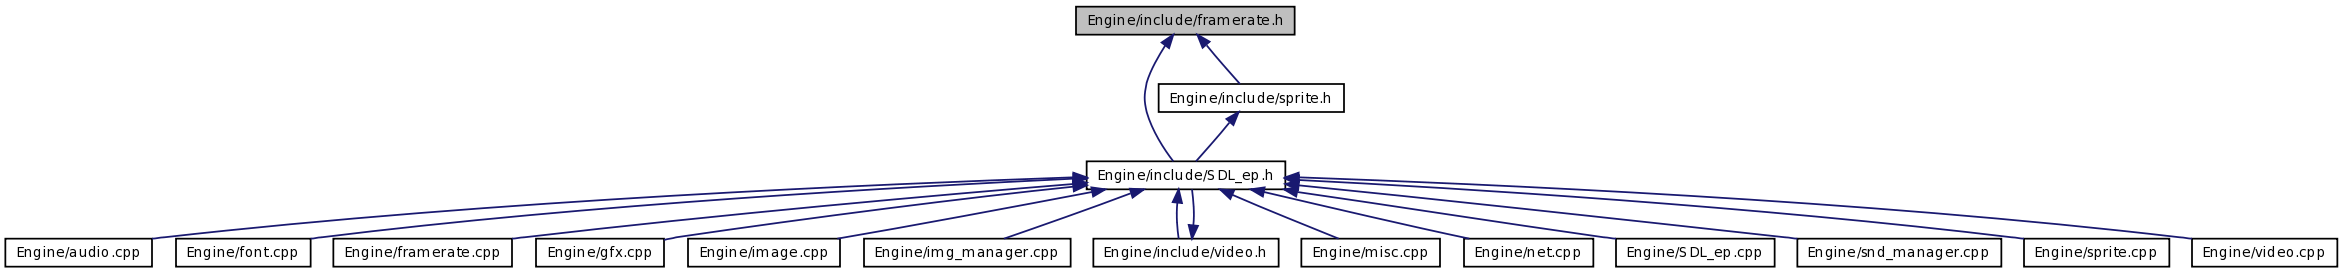 Engine/include/framerate.h
Engine/include/sprite.h
Engine/include/SDL_ep.h
Engine/audio.cpp
Engine/font.cpp
Engine/framerate.cpp
Engine/gfx.cpp
Engine/image.cpp
Engine/img_manager.cpp
Engine/include/video.h
Engine/misc.cpp
Engine/net.cpp
Engine/SDL_ep.cpp
Engine/snd_manager.cpp
Engine/sprite.cpp
Engine/video.cpp